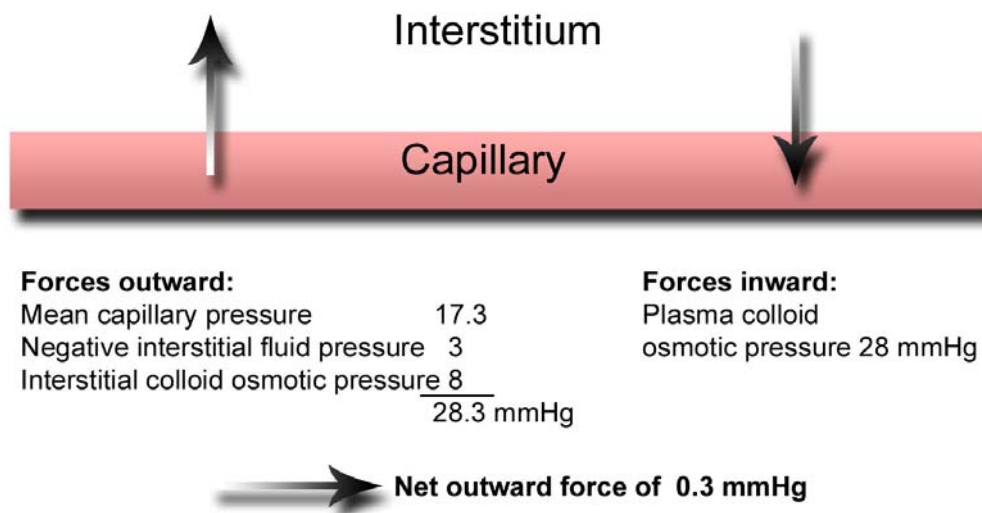 Interstitium
Capillary
Forces outward:
Mean capillary pressure 17.3
Negative interstitial fluid pressure 3
Interstitial colloid osmotic pressure 8
28.3 mmHg
Forces inward:
Plasma colloid
osmotic pressure 28 mmHg
Net outward force of 0.3 mmHg